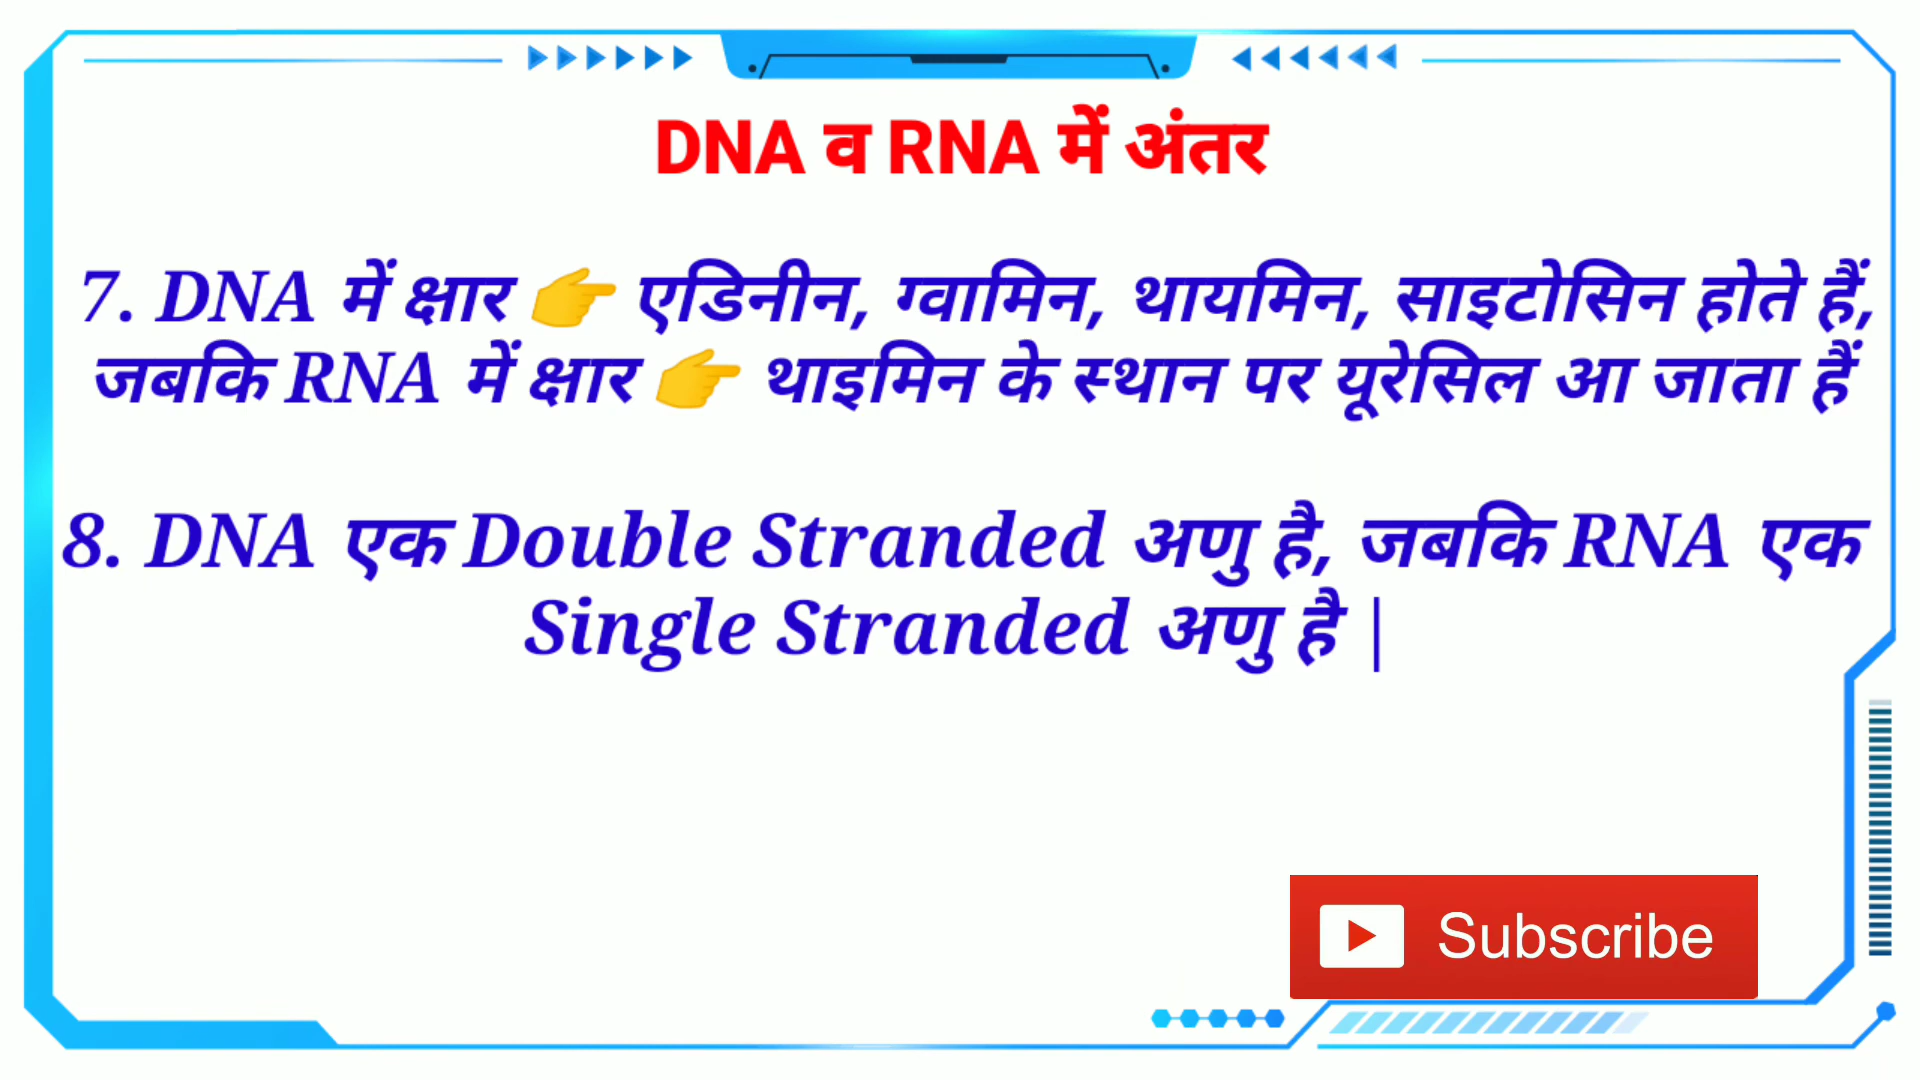 DNA व RNA में अंतर
7. DNA में क्षार 👉 एडिनीन, ग्वामिन, थायमिन, साइटोसिन होते हैं,
जबकि RNA में क्षार 👉 थाइमिन के स्थान पर यूरेसिल आ जाता हैं
8. DNA एक Double Stranded अणु है, जबकि RNA एक
Single Stranded अणु है |
Subscribe